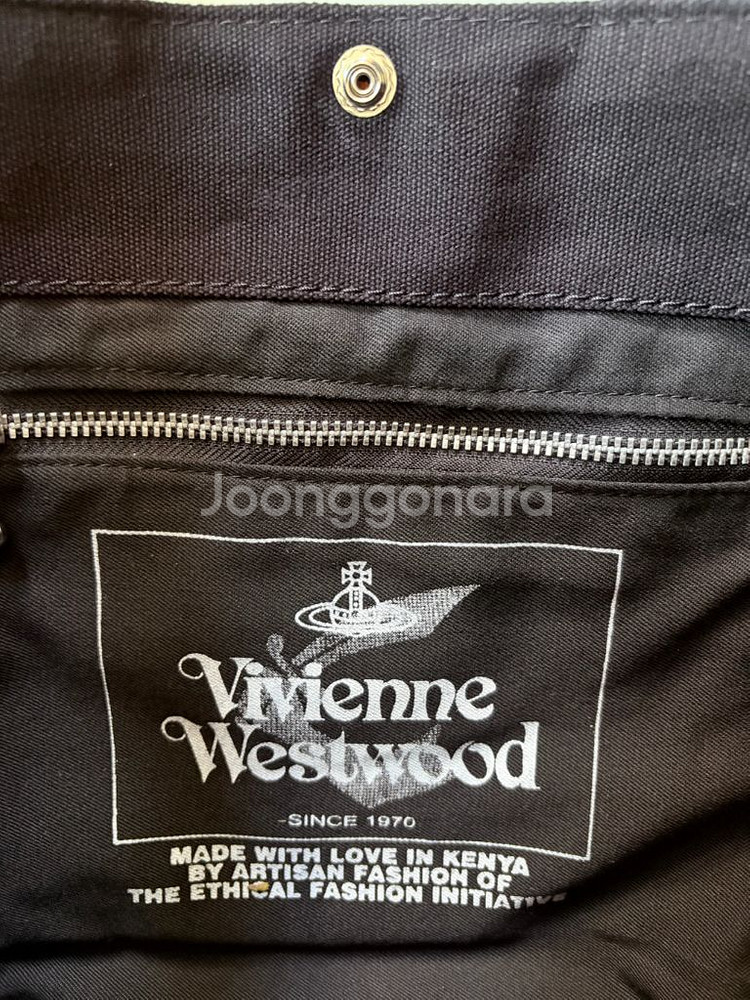 Joonggonara
Vivienne
Westwood
-SINCE 1970
MADE WITH LOVE IN KENYA
BY ARTISAN FASHION OF
THE ETHICAL FASHION INITIATIVE